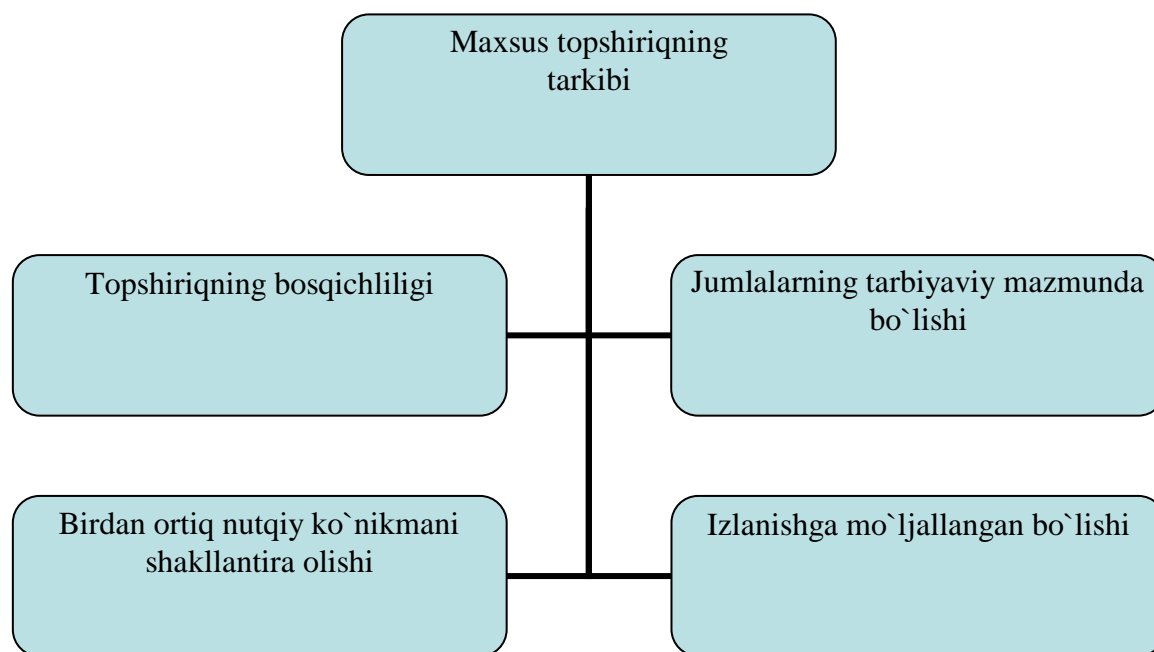 Maxsus topshiriqning
tarkibi
Topshiriqning bosqichliligi
Jumlalarning tarbiyaviy mazmunda
bo`lishi
Birdan ortiq nutqiy ko`nikmani
shakllantira olishi
Izlanishga mo`ljallangan bo`lishi